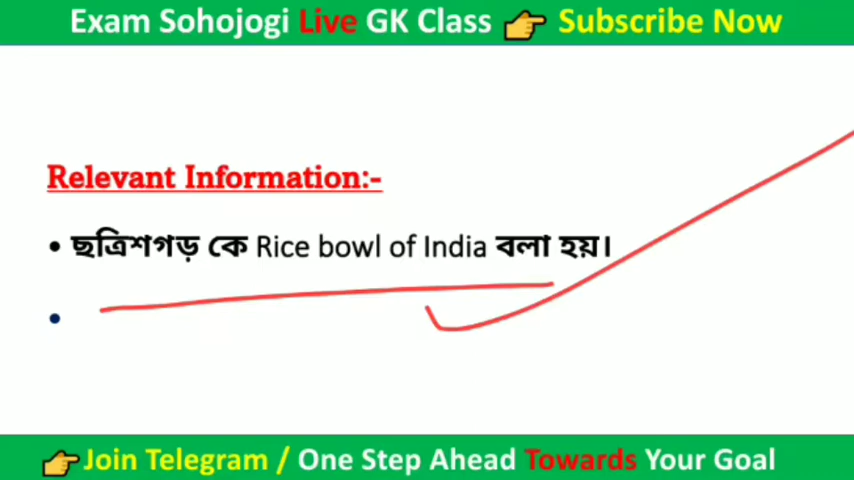 Exam Sohojogi Live GK Class 👉 Subscribe Now
Relevant Information:-
• ছত্রিশগড় কে Rice bowl of India বলা হয়।
•
👉Join Telegram / One Step Ahead Towards Your Goal